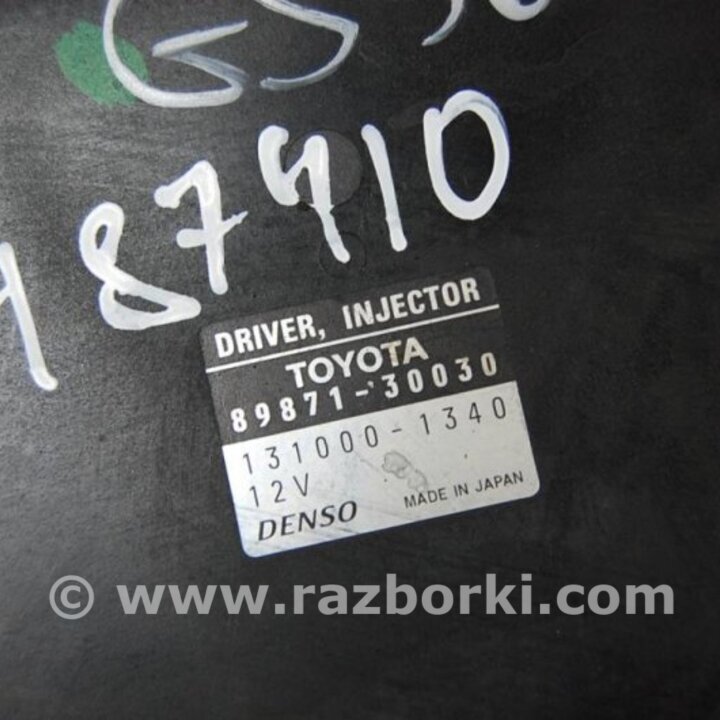 187910
DRIVER, INJECTOR
TOYOTA
89871-30030
131000-1340
12V
DENSO MADE IN JAPAN
© www.razborki.com